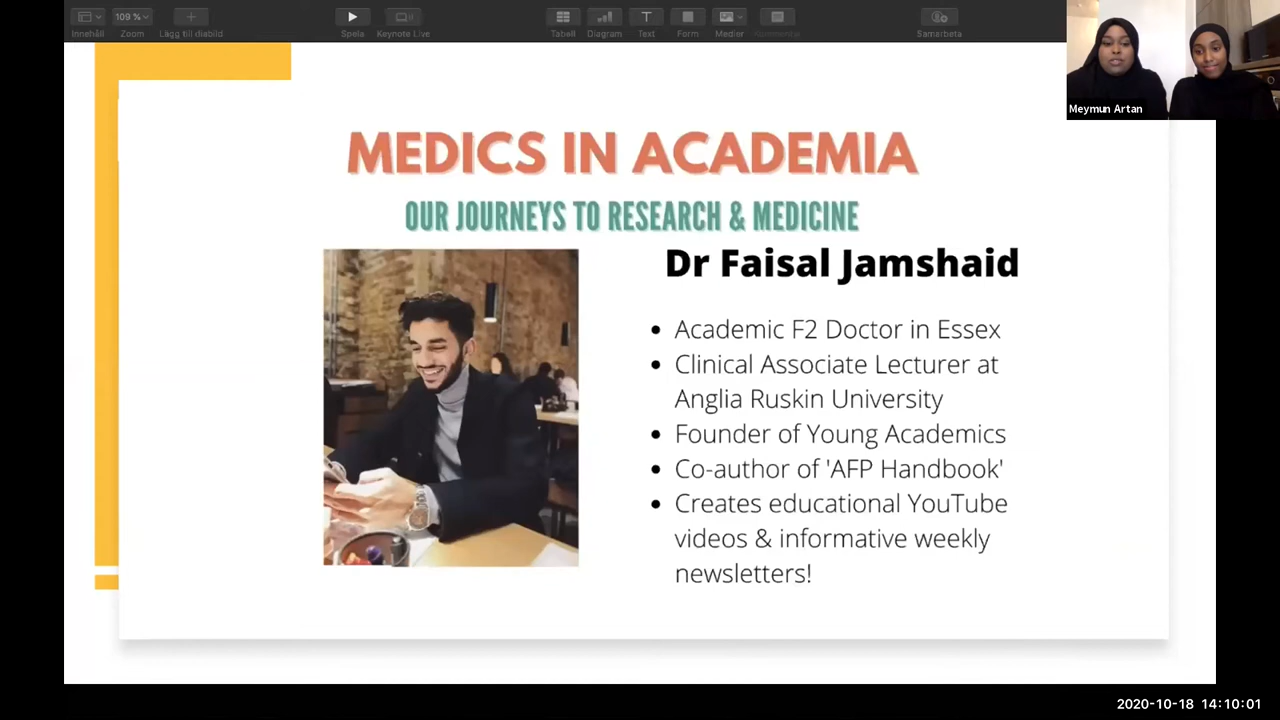 109 %
Innehåll
Zoom
Lägg till diabild
Spela
Keynote Live
Tabell
Diagram
Text
Form
Medier
Kommentar
Samarbeta
Meymun Artan
MEDICS IN ACADEMIA
OUR JOURNEYS TO RESEARCH & MEDICINE
Dr Faisal Jamshaid
• Academic F2 Doctor in Essex
• Clinical Associate Lecturer at
Anglia Ruskin University
• Founder of Young Academics
• Co-author of 'AFP Handbook'
• Creates educational YouTube
videos & informative weekly
newsletters!
2020-10-18 14:10:01